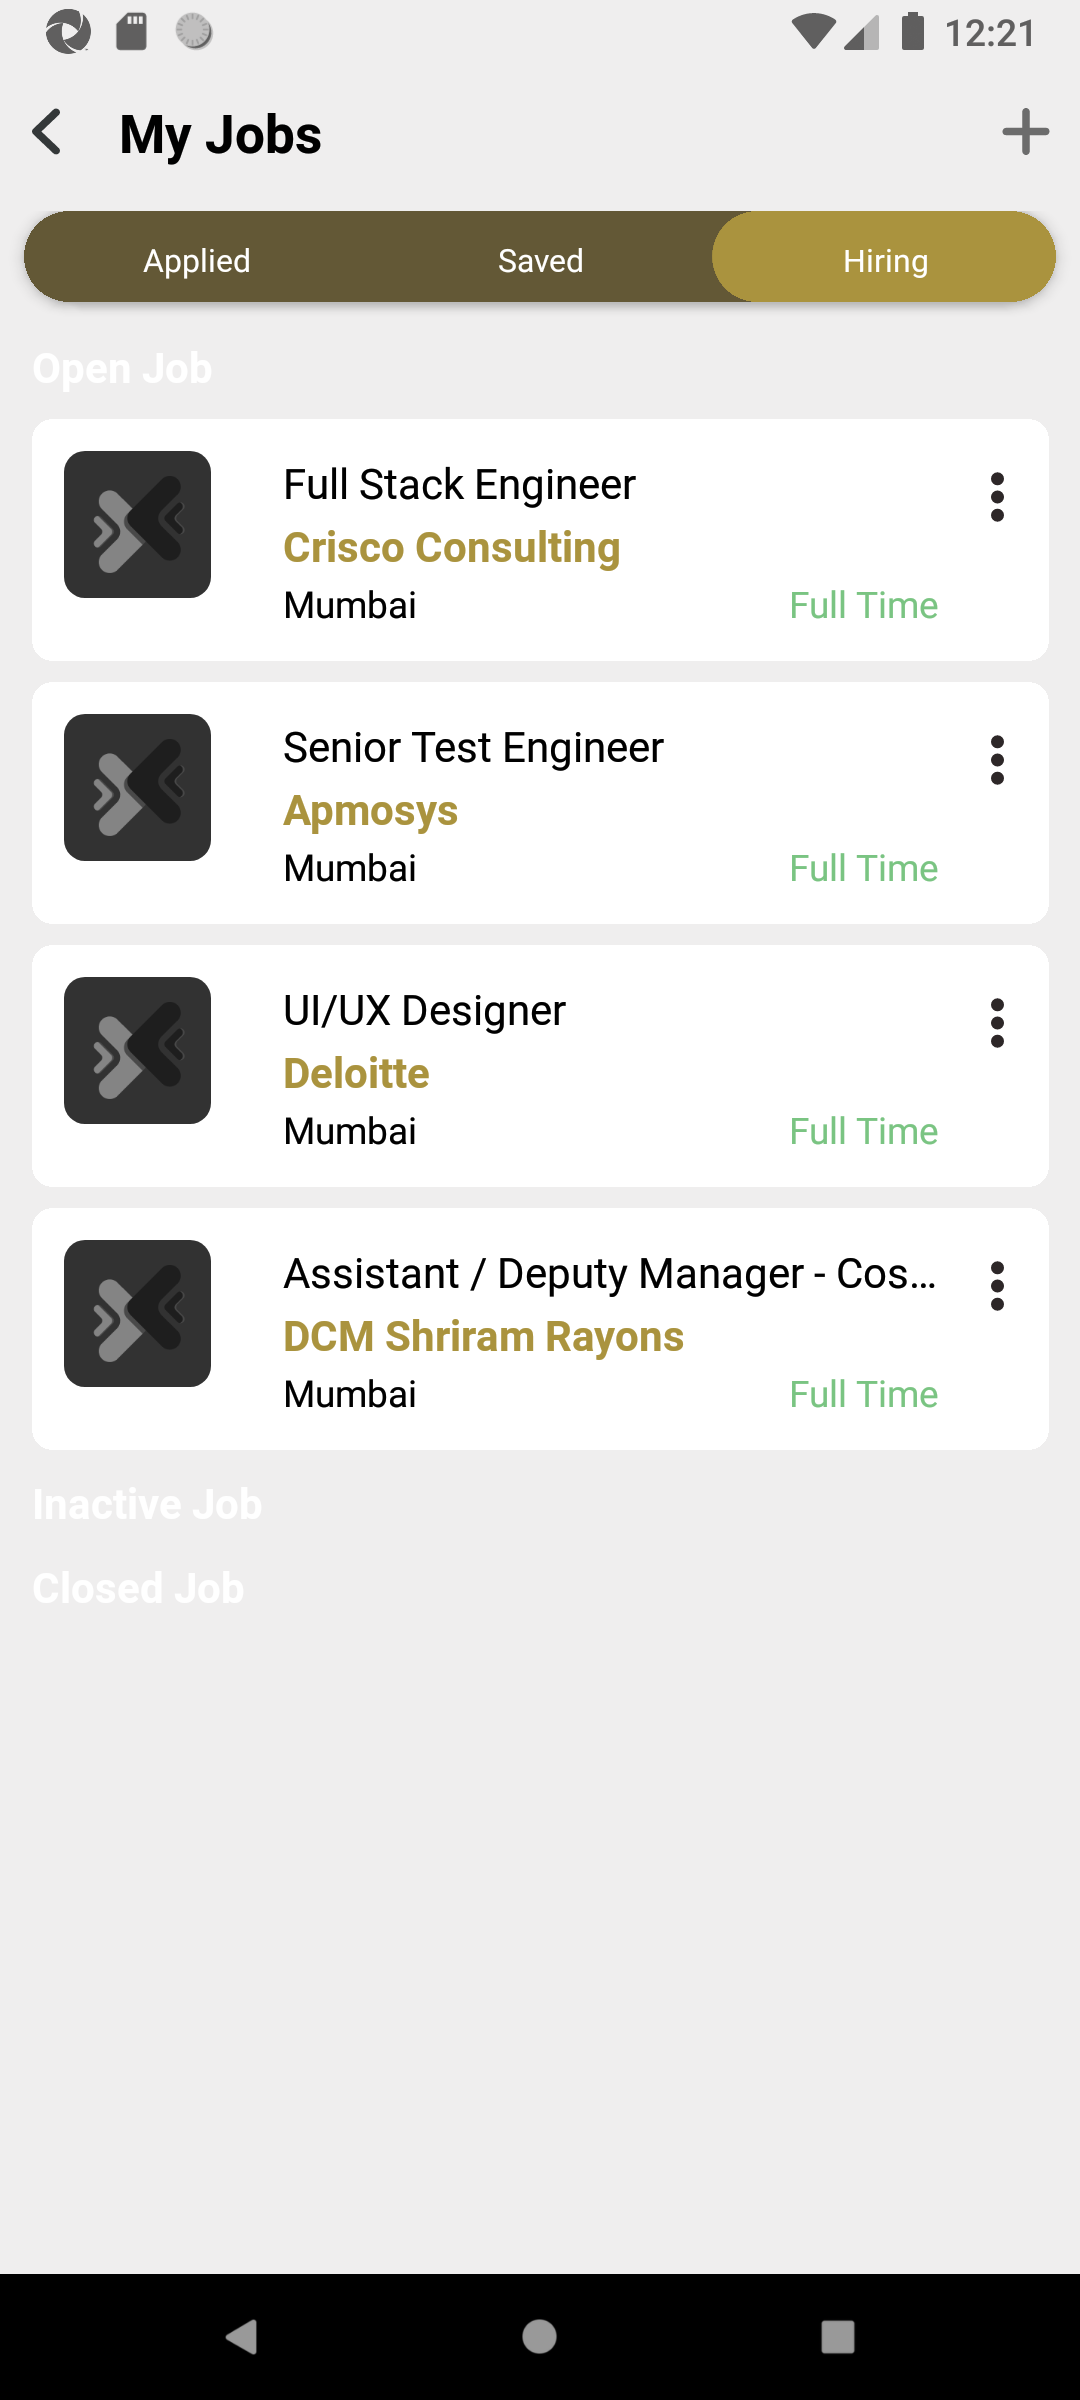 12:21
My Jobs
Applied Saved Hiring
Open Job
Full Stack Engineer
Crisco Consulting
Mumbai Full Time
Senior Test Engineer
Apmosys
Mumbai Full Time
UI/UX Designer
Deloitte
Mumbai Full Time
Assistant / Deputy Manager - Cos...
DCM Shriram Rayons
Mumbai Full Time
Inactive Job
Closed Job